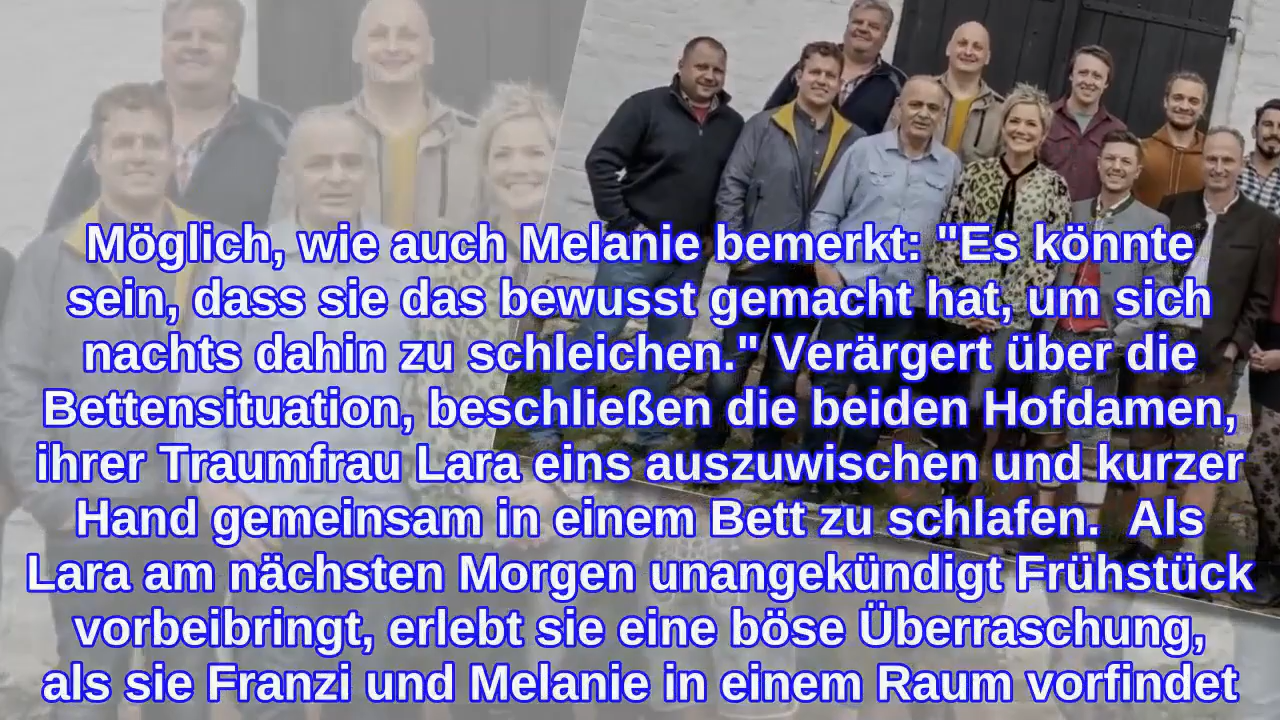 Möglich, wie auch Melanie bemerkt: "Es könnte
sein, dass sie das bewusst gemacht hat, um sich
nachts dahin zu schleichen." Verärgert über die
Bettensituation, beschließen die beiden Hofdamen,
ihrer Traumfrau Lara eins auszuwischen und kurzer
Hand gemeinsam in einem Bett zu schlafen.  Als
Lara am nächsten Morgen unangekündigt Frühstück
vorbeibringt, erlebt sie eine böse Überraschung,
als sie Franzi und Melanie in einem Raum vorfindet